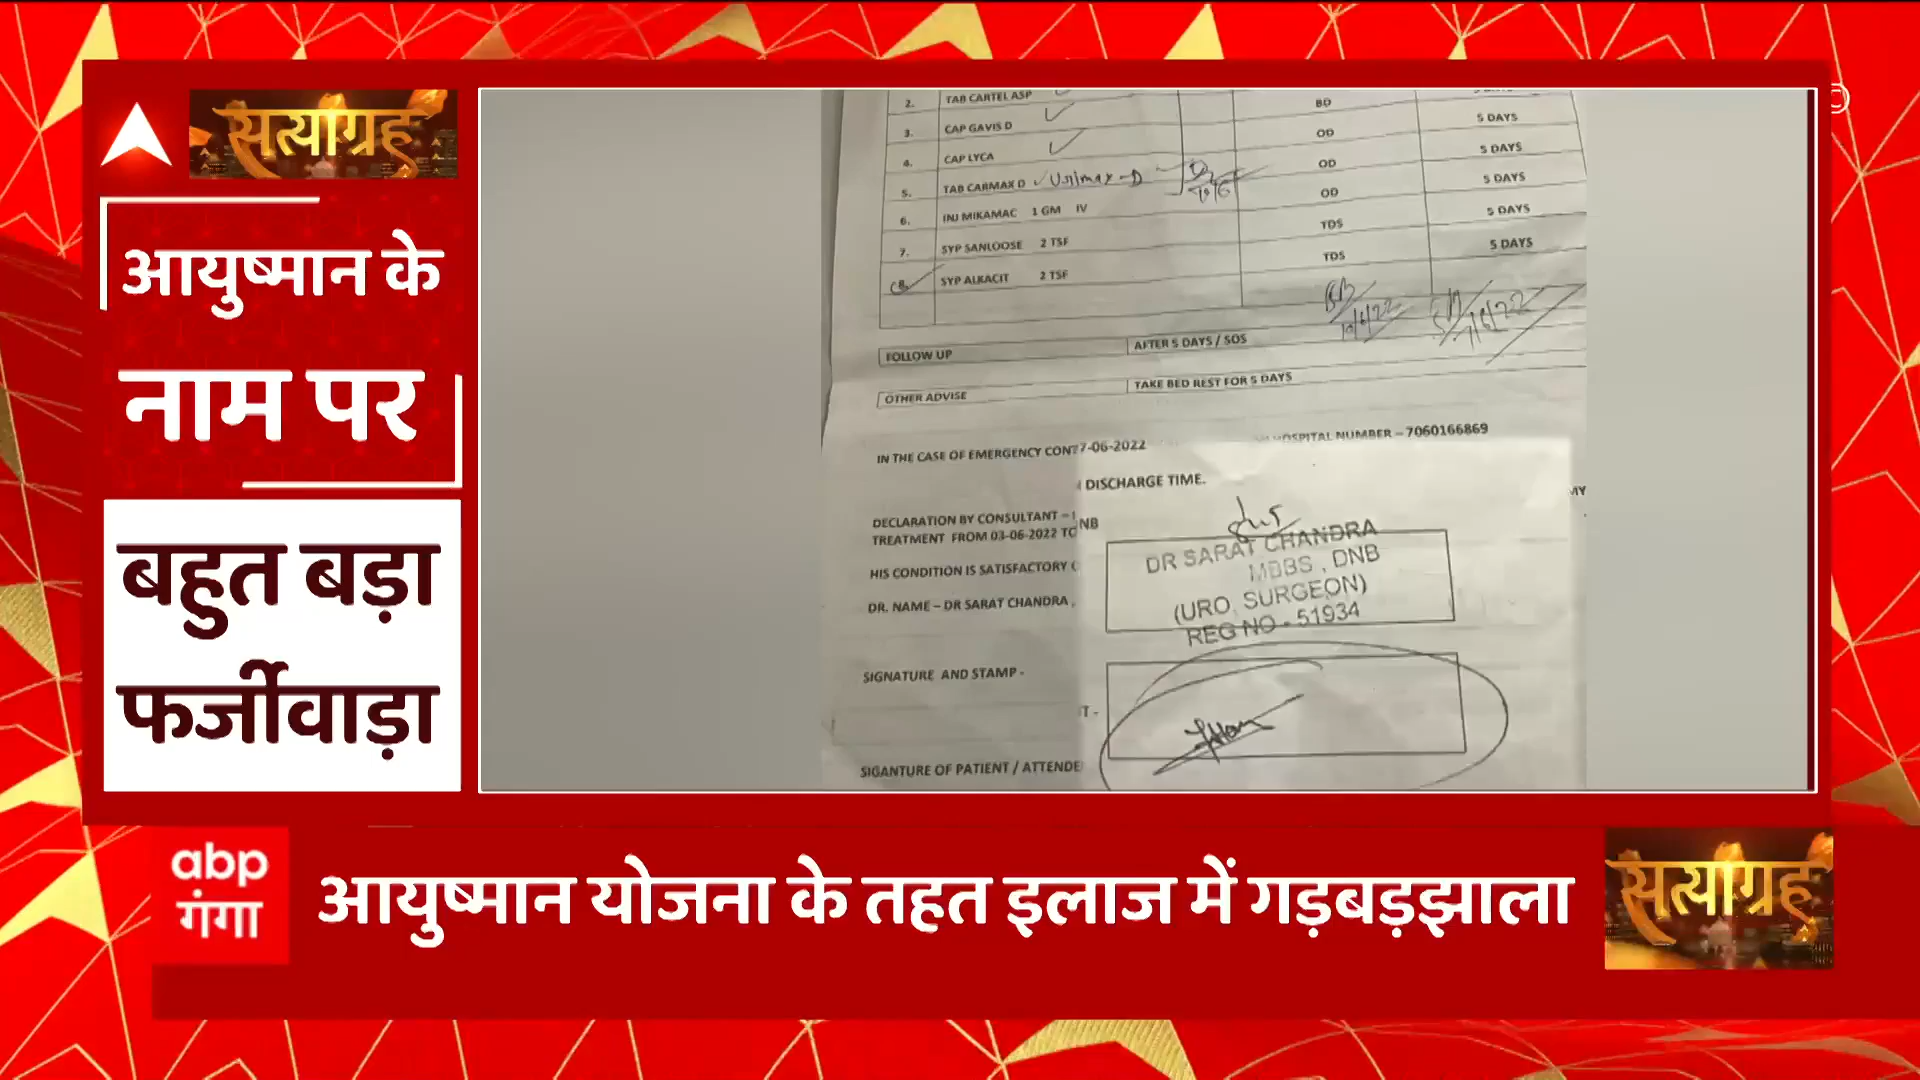 सत्याग्रह
आयुष्मान के
नाम पर
बहुत बड़ा
फर्जीवाड़ा
2. TAB CARTEL ASP BD
3. CAP GAVIS D OD 5 DAYS
4. CAP LYCA OD 5 DAYS
5. TAB CARMAX D Urimax-D OD 5 DAYS
6. INJ MIKAMAC 1 GM IV TDS 5 DAYS
7. SYP SANLOOSE 2 TSF TDS 5 DAYS
8. SYP ALKACIT 2 TSF
10/6/22
FOLLOW UP AFTER 5 DAYS / SOS
OTHER ADVISE TAKE BED REST FOR 5 DAYS
IN THE CASE OF EMERGENCY CONT 7-06-2022 HOSPITAL NUMBER – 7060166869
DISCHARGE TIME.
MY
DECLARATION BY CONSULTANT – NB
TREATMENT FROM 03-06-2022 TO
HIS CONDITION IS SATISFACTORY
DR. NAME – DR SARAT CHANDRA ,
DR SARAT CHANDRA
MBBS , DNB
(URO, SURGEON)
REG NO - 51934
SIGNATURE AND STAMP -
T -
SIGANTURE OF PATIENT / ATTENDE
abp
गंगा
आयुष्मान योजना के तहत इलाज में गड़बड़झाला
सत्याग्रह